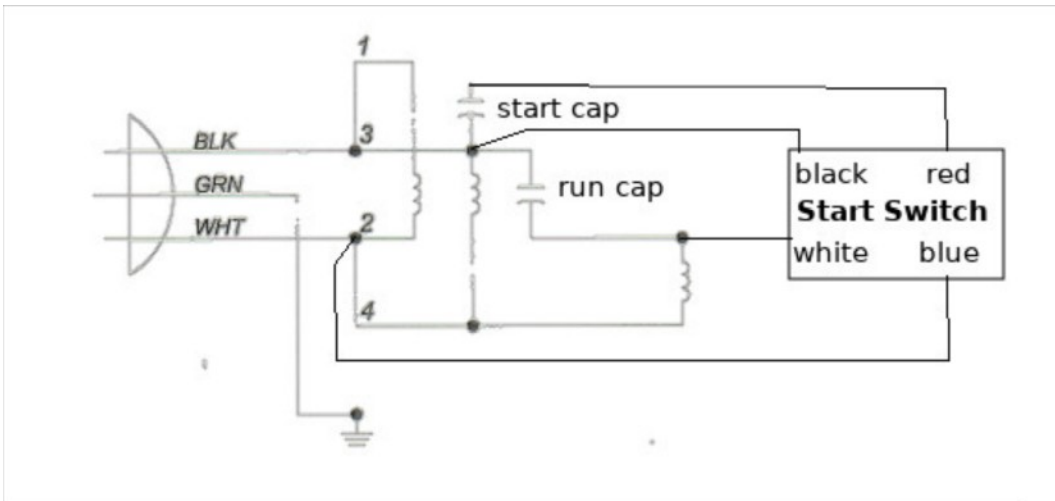 1
start cap
3
BLK
run cap
GRN
black red
Start Switch
WHT
2
white blue
4